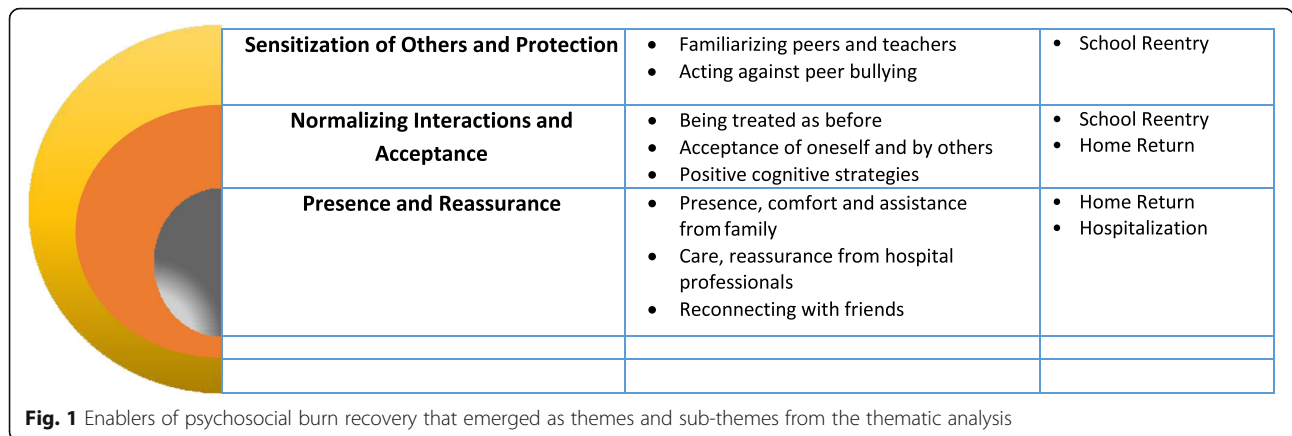 Sensitization of Others and Protection
• Familiarizing peers and teachers
• Acting against peer bullying
• School Reentry
Normalizing Interactions and
Acceptance
• Being treated as before
• Acceptance of oneself and by others
• Positive cognitive strategies
• School Reentry
• Home Return
Presence and Reassurance
• Presence, comfort and assistance
from family
• Care, reassurance from hospital
professionals
• Reconnecting with friends
• Home Return
• Hospitalization
Fig. 1 Enablers of psychosocial burn recovery that emerged as themes and sub-themes from the thematic analysis